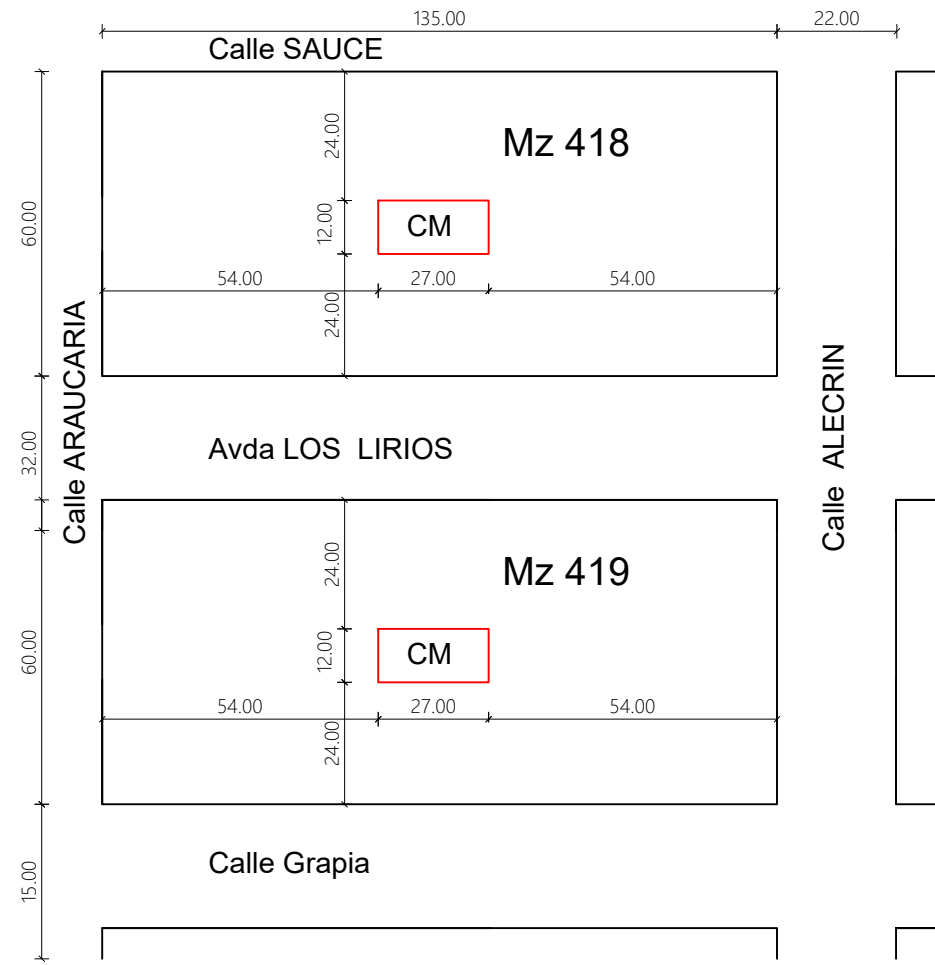 135.00
22.00
Calle SAUCE
24.00
Mz 418
60.00
12.00
CM
54.00
27.00
54.00
24.00
Calle ARAUCARIA
Calle  ALECRIN
32.00
Avda LOS  LIRIOS
24.00
Mz 419
60.00
12.00
CM
54.00
27.00
54.00
24.00
15.00
Calle Grapia